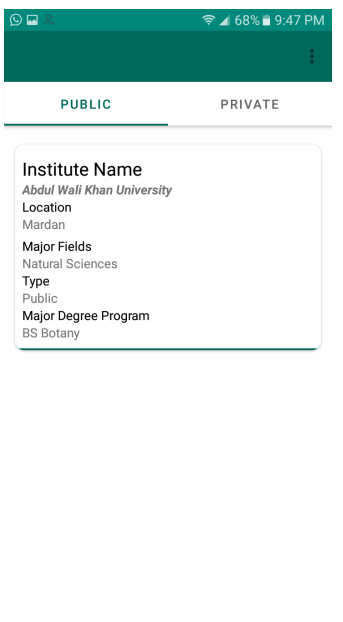 68% 9:47 PM
PUBLIC PRIVATE
Institute Name
Abdul Wali Khan University
Location
Mardan
Major Fields
Natural Sciences
Type
Public
Major Degree Program
BS Botany